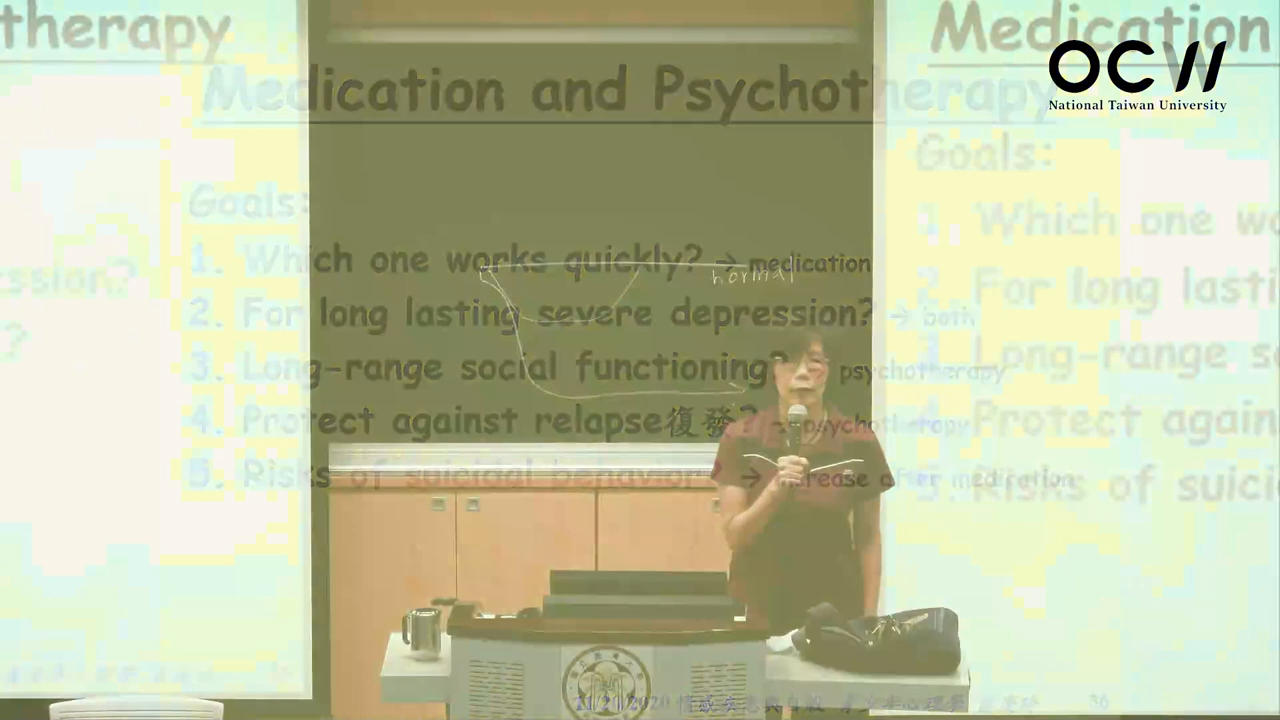 therapy
Medication
OCW
National Taiwan University
Medication and Psychotherapy
Goals:
1. Which one works quickly? → medication
2. For long lasting severe depression? → both
3. Long-range social functioning? → psychotherapy
4. Protect against relapse復發? → psychotherapy
5. Risks of suicidal behavior? → increase after medication
normal
ssion?
?
Goals:
1. Which one wo
2. For long lasti
3. Long-range so
4. Protect again
5. Risks of suici
36